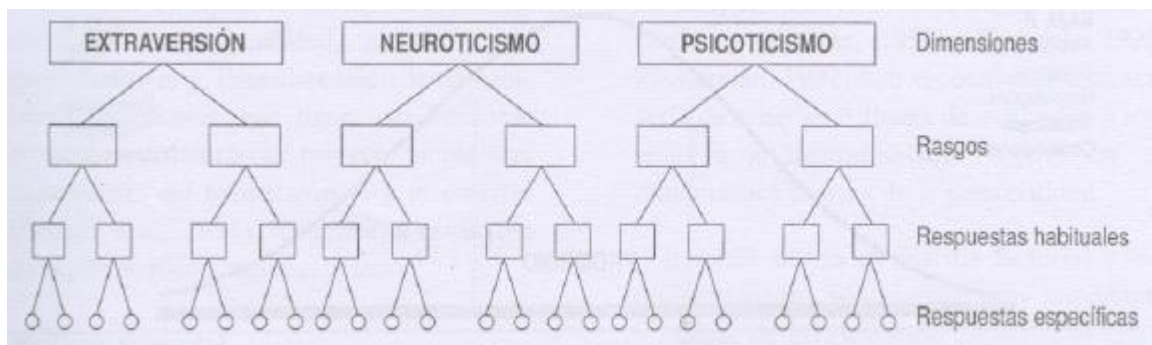 EXTRAVERSIÓN NEUROTICISMO PSICOTICISMO Dimensiones
Rasgos
Respuestas habituales
Respuestas específicas